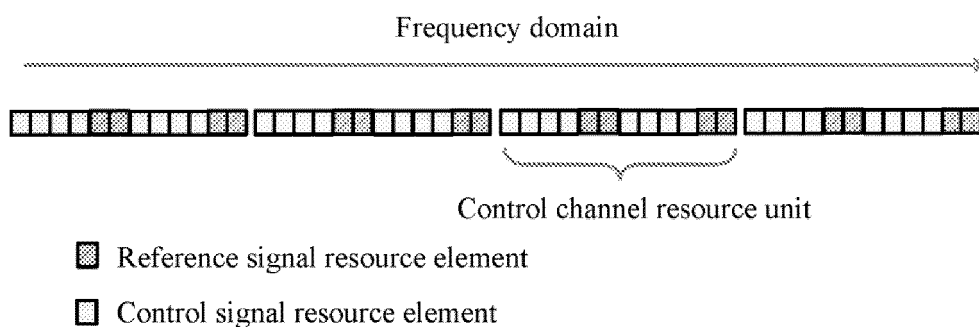 Frequency domain
Control channel resource unit
Reference signal resource element
Control signal resource element